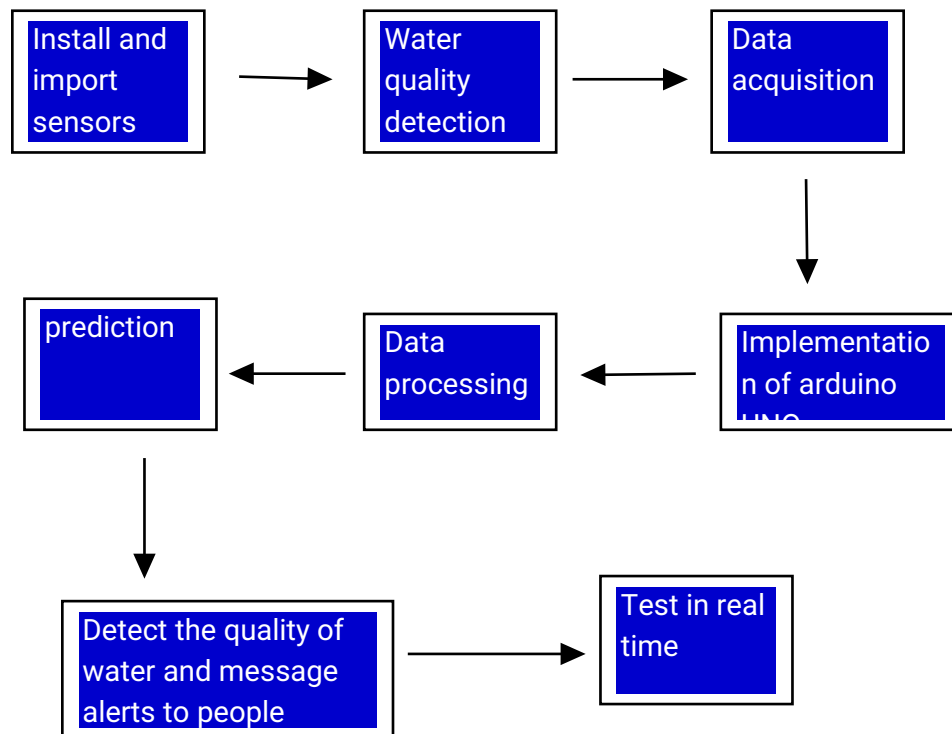 Install and
import
sensors
Water
quality
detection
Data
acquisition
prediction
Data
processing
Implementatio
n of arduino
Detect the quality of
water and message
alerts to people
Test in real
time